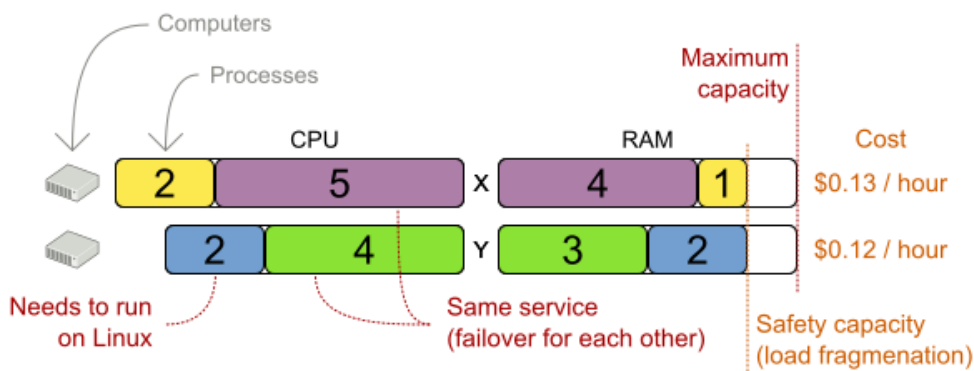 Computers
Processes
Maximum
capacity
CPU
RAM
Cost
2
5
X
4
1
$0.13 / hour
2
4
Y
3
2
$0.12 / hour
Needs to run
on Linux
Same service
(failover for each other)
Safety capacity
(load fragmenation)